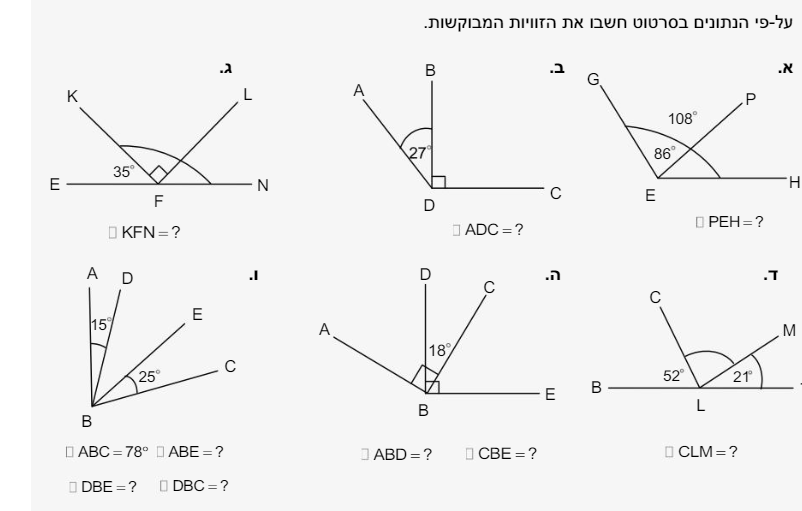 על-פי הנתונים בסרטוט חשבו את הזוויות המבוקשות.
א.
G
P
108°
86°
E
H
PEH = ?
ב.
A
B
27°
D
C
ADC = ?
ג.
K
L
35°
E
F
N
KFN = ?
ד.
C
M
52°
21°
B
L
CLM = ?
ה.
D
C
A
18°
B
E
ABD = ? CBE = ?
ו.
A
D
15°
E
25°
C
B
ABC = 78° ABE = ?
DBE = ? DBC = ?